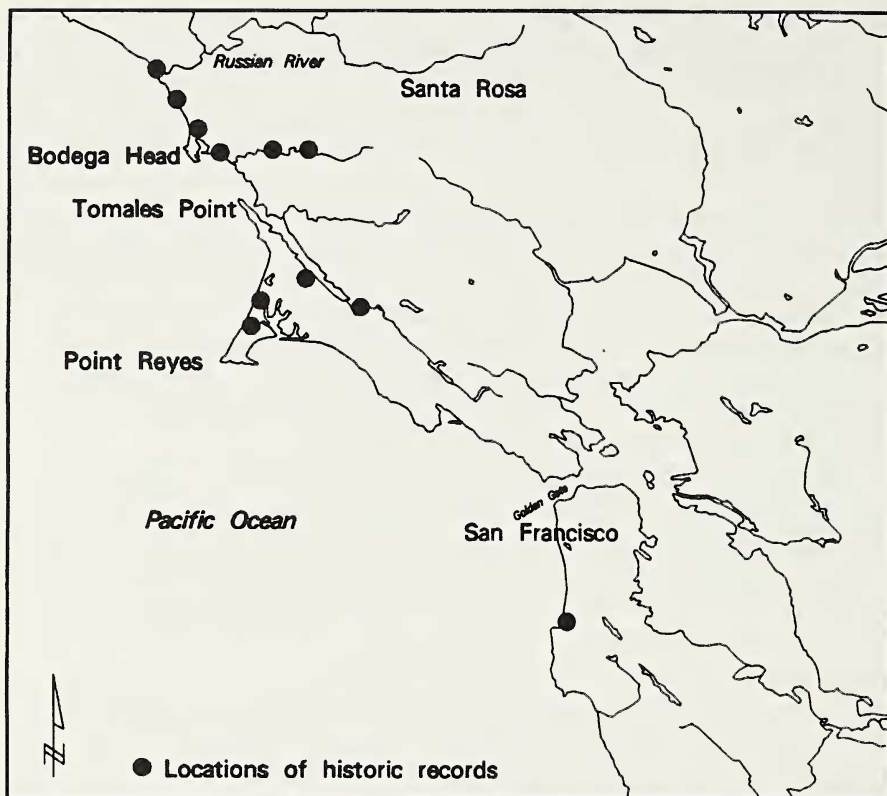 Russian River
Santa Rosa
Bodega Head
Tomales Point
Point Reyes
Golden Gate
Pacific Ocean
San Francisco
N
Locations of historic records